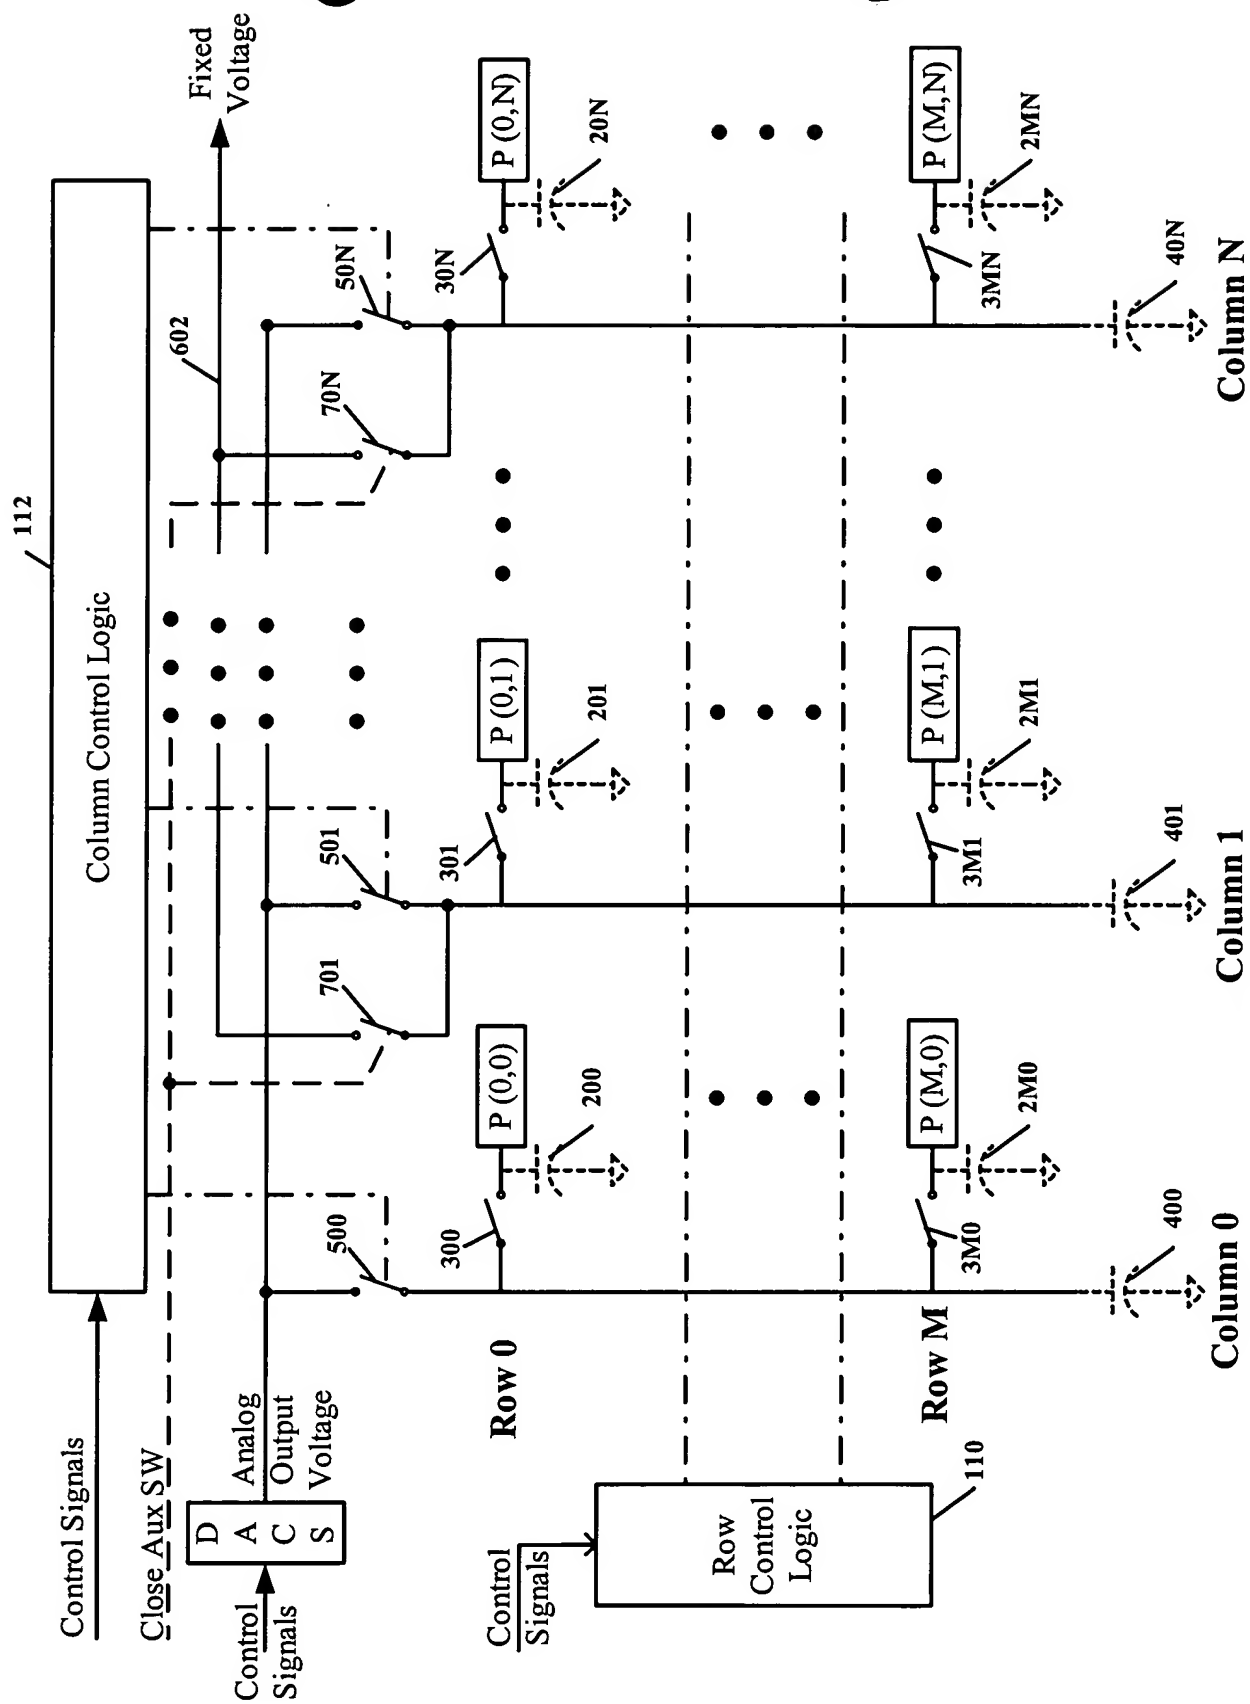 112
Column Control Logic
Control Signals
Close Aux SW
D
A
C
S
Analog
Output
Voltage
Control
Signals
Fixed
Voltage
602
500
701
501
70N
50N
Row 0
300
P (0,0)
200
301
P (0,1)
201
30N
P (0,N)
20N
Control
Signals
Row
Control
Logic
110
Row M
3M0
P (M,0)
2M0
3M1
P (M,1)
2M1
3MN
P (M,N)
2MN
400
401
40N
Column 0
Column 1
Column N